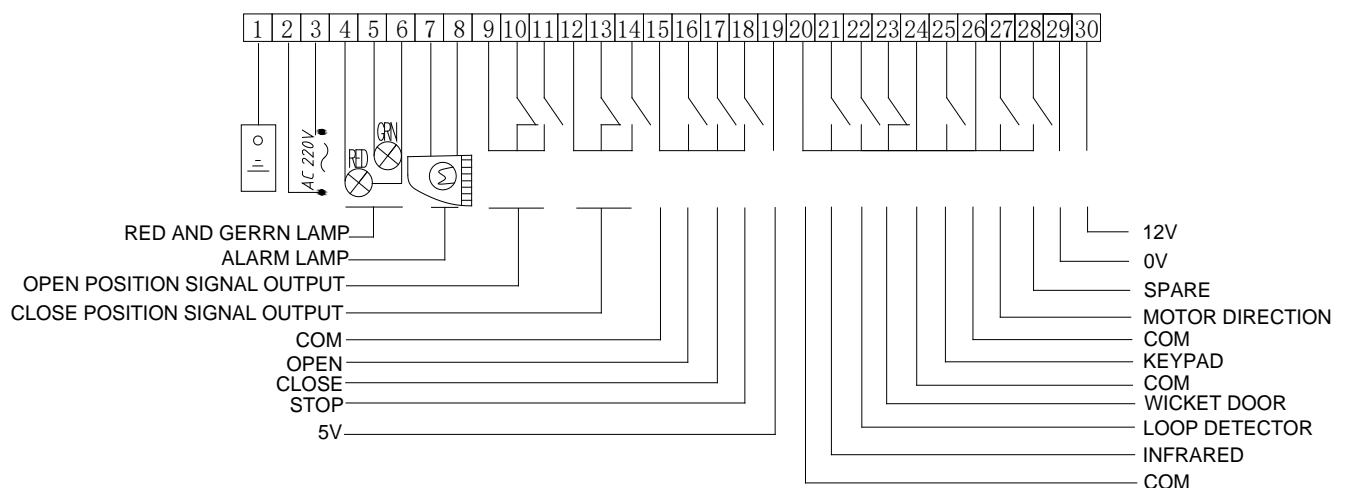 1 2 3 4 5 6 7 8 9 10 11 12 13 14 15 16 17 18 19 20 21 22 23 24 25 26 27 28 29 30
AC 220V
RED
GRN
RED AND GERRN LAMP
ALARM LAMP
OPEN POSITION SIGNAL OUTPUT
CLOSE POSITION SIGNAL OUTPUT
COM
OPEN
CLOSE
STOP
5V
12V
0V
SPARE
MOTOR DIRECTION
COM
KEYPAD
COM
WICKET DOOR
LOOP DETECTOR
INFRARED
COM